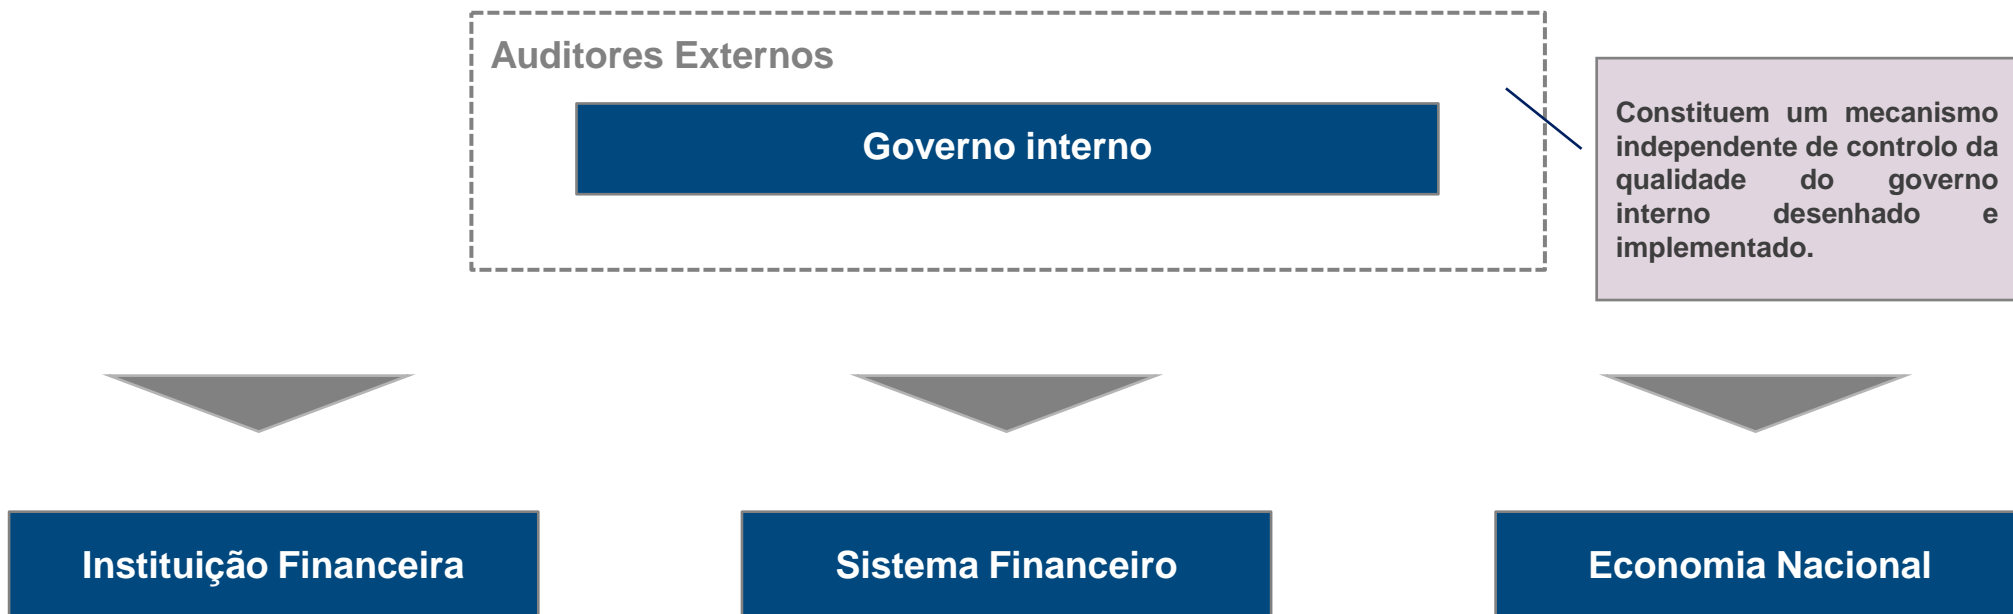 Auditores Externos
Governo interno
Constituem um mecanismo
independente de controlo da
qualidade do governo
interno desenhado e
implementado.
Instituição Financeira
Sistema Financeiro
Economia Nacional